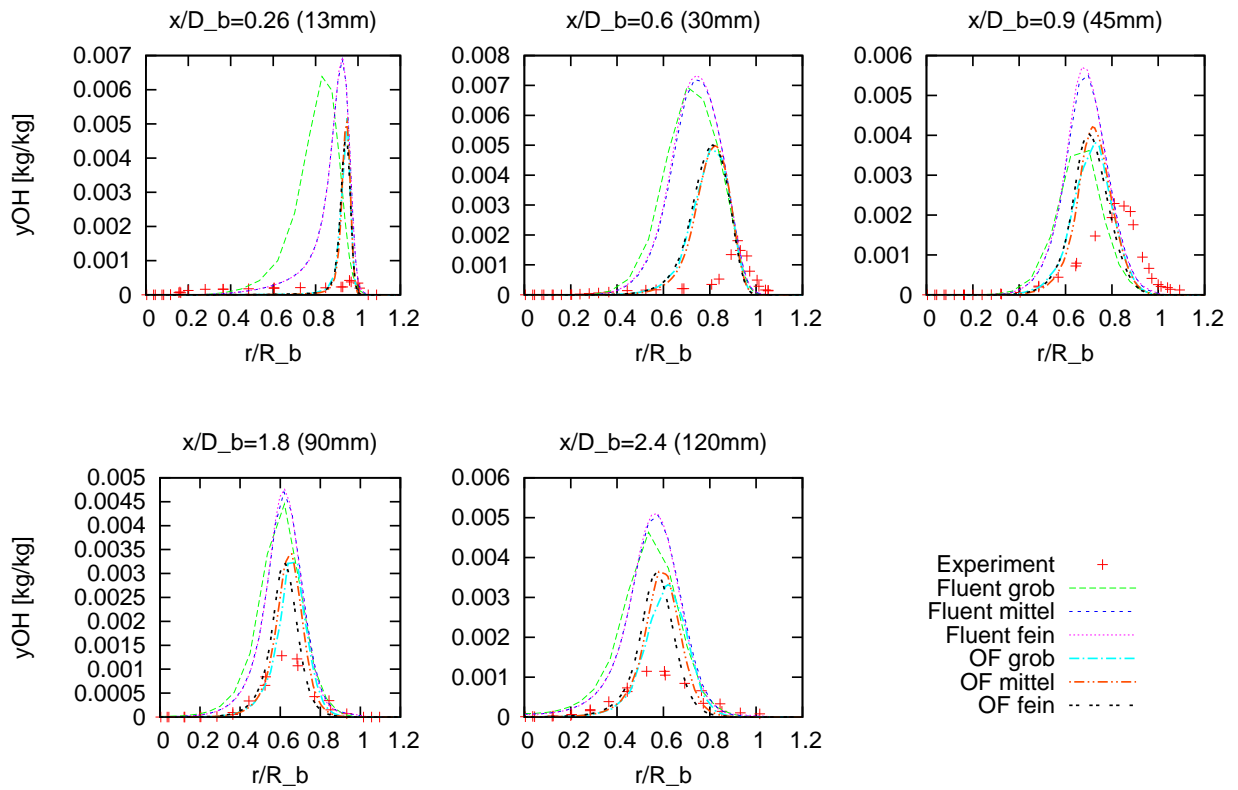 x/D_b=0.26 (13mm)
x/D_b=0.6 (30mm)
x/D_b=0.9 (45mm)
yOH [kg/kg]
0.007
0.006
0.005
0.004
0.003
0.002
0.001
0
0 0.2 0.4 0.6 0.8 1 1.2
r/R_b
0.008
0.007
0.006
0.005
0.004
0.003
0.002
0.001
0
0 0.2 0.4 0.6 0.8 1 1.2
r/R_b
0.006
0.005
0.004
0.003
0.002
0.001
0
0 0.2 0.4 0.6 0.8 1 1.2
r/R_b
x/D_b=1.8 (90mm)
x/D_b=2.4 (120mm)
yOH [kg/kg]
0.005
0.0045
0.004
0.0035
0.003
0.0025
0.002
0.0015
0.001
0.0005
0
0 0.2 0.4 0.6 0.8 1 1.2
r/R_b
0.006
0.005
0.004
0.003
0.002
0.001
0
0 0.2 0.4 0.6 0.8 1 1.2
r/R_b
Experiment
Fluent grob
Fluent mittel
Fluent fein
OF grob
OF mittel
OF fein